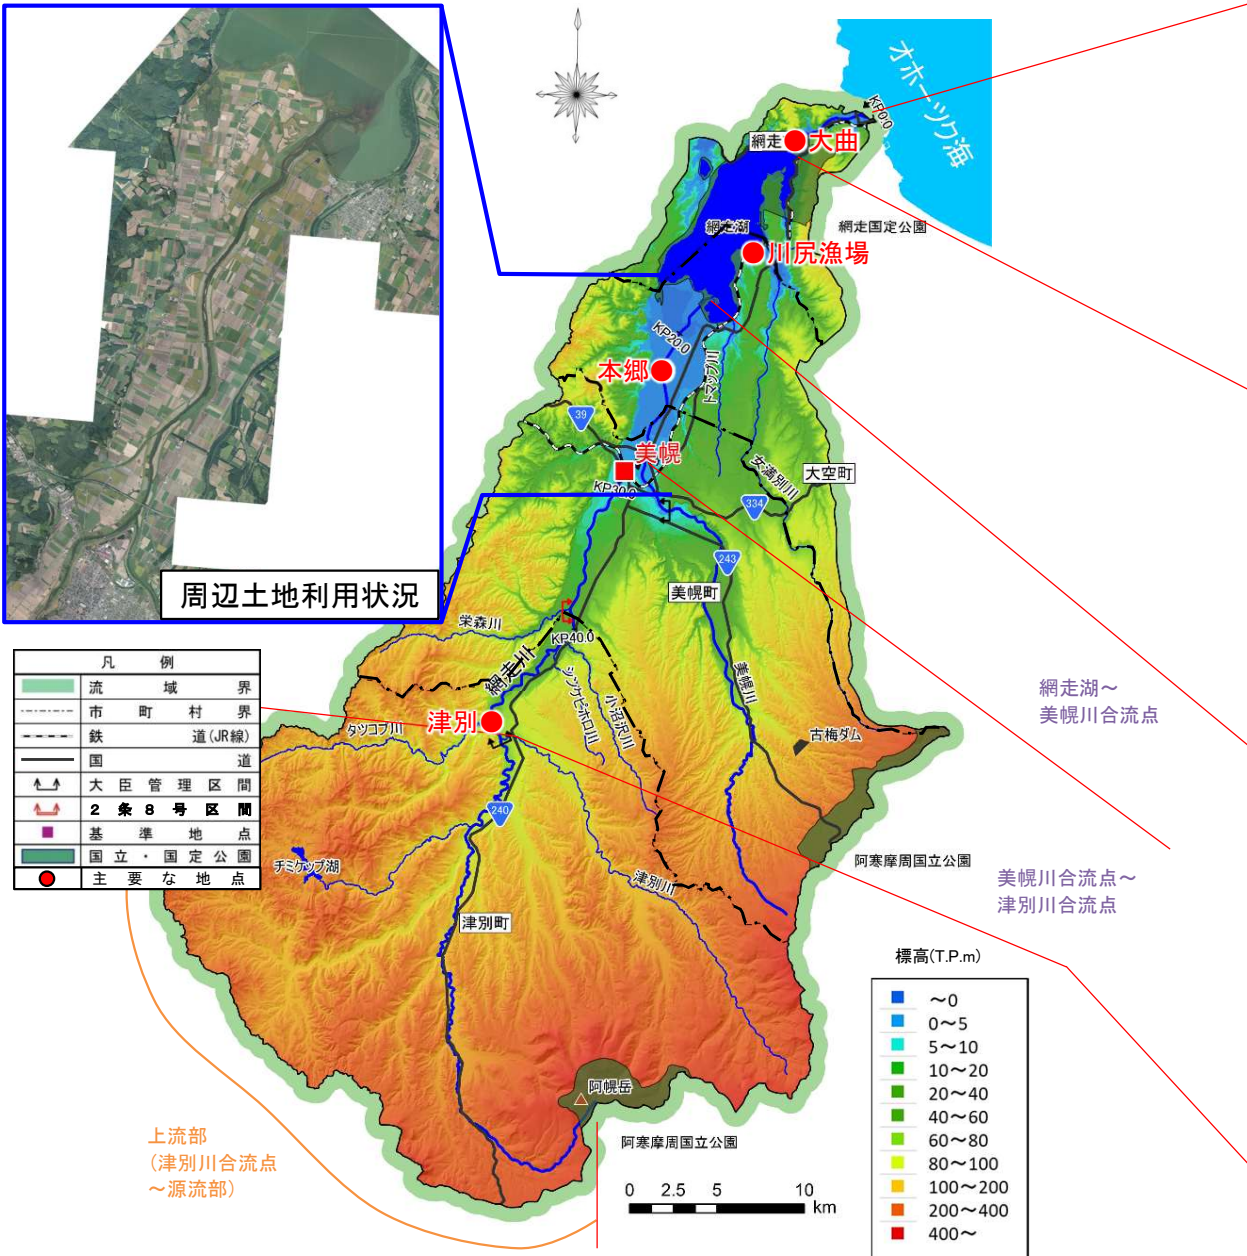 オホーツク海
KP0.0
網走
大曲
網走湖
網走国定公園
川尻漁場
KP20.0
本郷
トマップ川
39
美幌
KP30.0
女満別川
大空町
334
243
周辺土地利用状況
美幌町
栄森川
KP40.0
網走川
シンケピホロ川
小沼沢川
美幌川
網走湖～
美幌川合流点
凡例
流域界
市町村界
鉄道(JR線)
国道
大臣管理区間
2条8号区間
基準地点
国立・国定公園
主要な地点
タツコブ川
津別
古梅ダム
240
チミケップ湖
阿寒摩周国立公園
美幌川合流点～
津別川合流点
津別川
津別町
標高(T.P.m)
～0
0～5
5～10
10～20
20～40
40～60
60～80
80～100
100～200
200～400
400～
阿幌岳
阿寒摩周国立公園
上流部
(津別川合流点
～源流部)
0 2.5 5 10
km